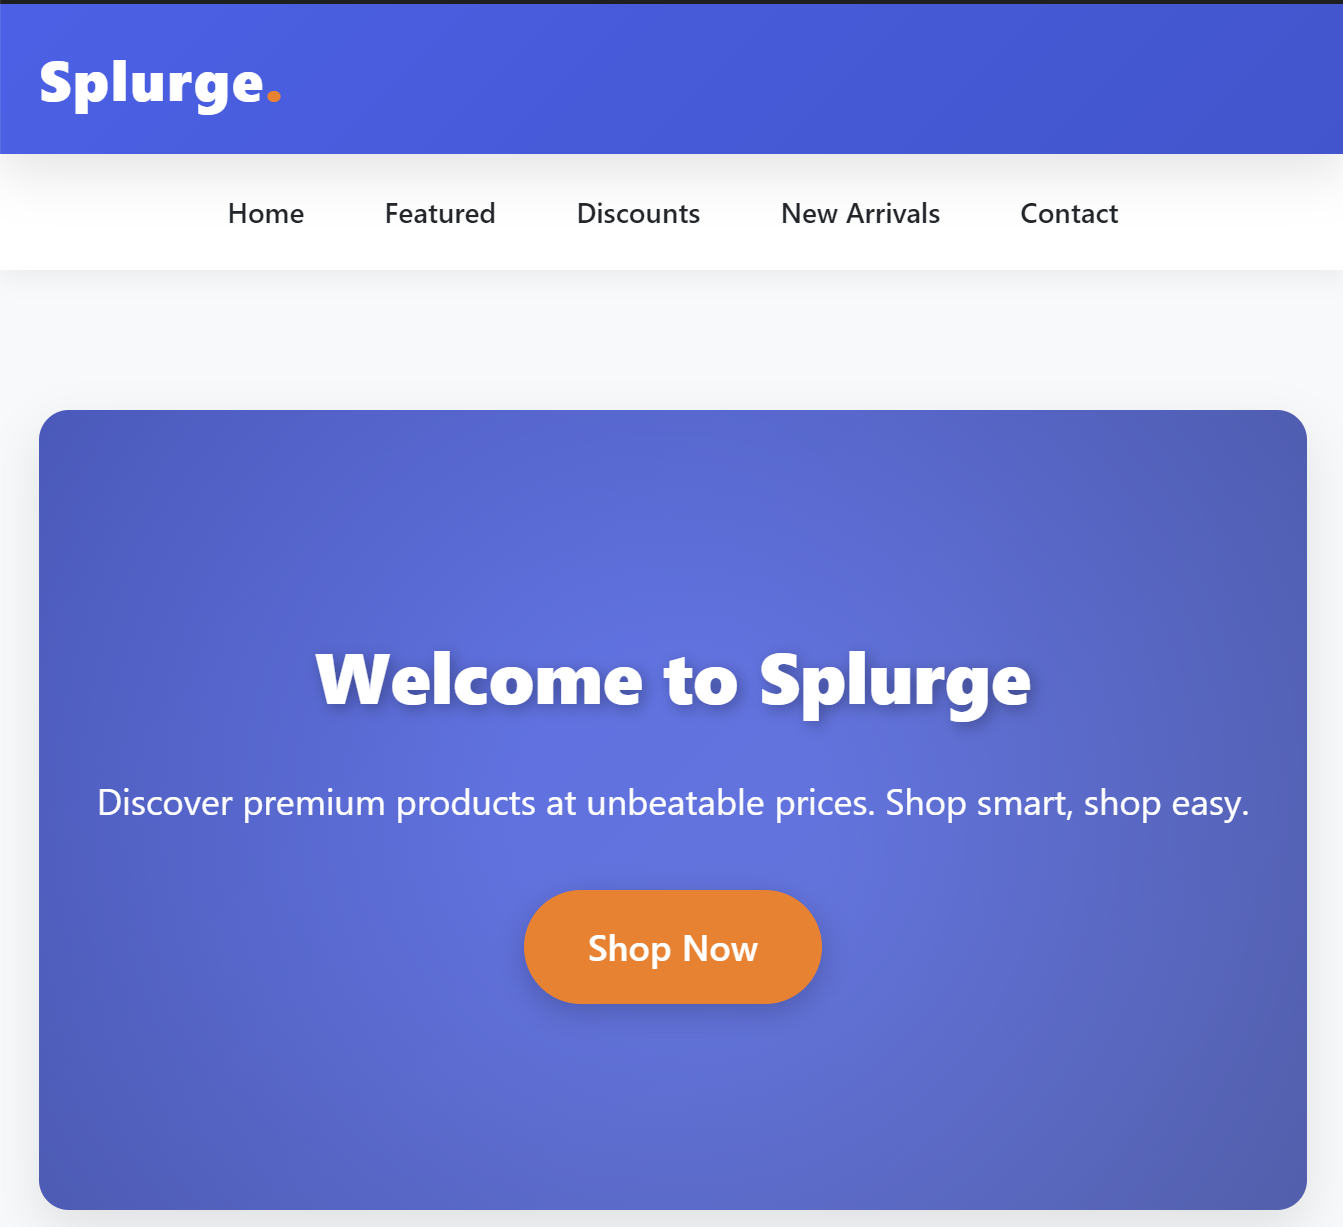 Splurge.
Home Featured Discounts New Arrivals Contact
Welcome to Splurge
Discover premium products at unbeatable prices. Shop smart, shop easy.
Shop Now